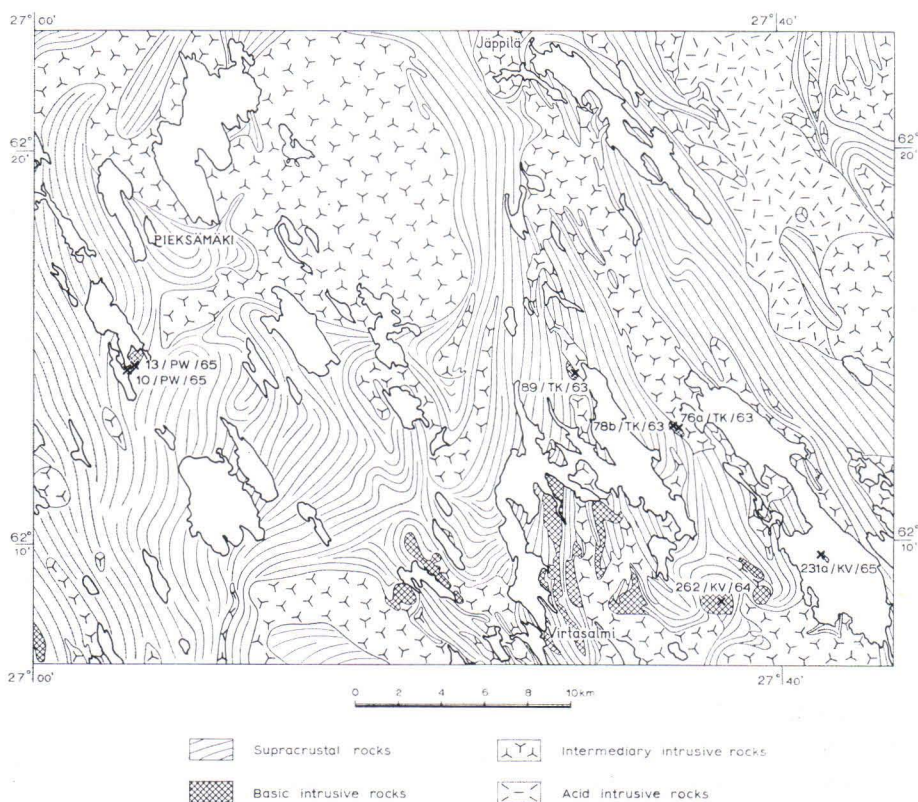 27° 00' 27° 40'
Jäppilä
62° 20' 62° 20'
PIEKSÄMÄKI
13/PW/65
10/PW/65
89/TK/63
78b/TK/63 76a/TK/63
62° 10' 62° 10'
231a/KV/65
262/KV/64
Virtasalmi
27° 00' 27° 40'
0 2 4 6 8 10km
Supracrustal rocks Intermediary intrusive rocks
Basic intrusive rocks Acid intrusive rocks